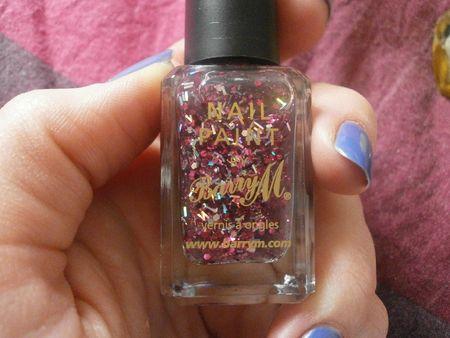 NAIL
PAINT
BY
Barry M®
vernis à ongles
www.barrym.com